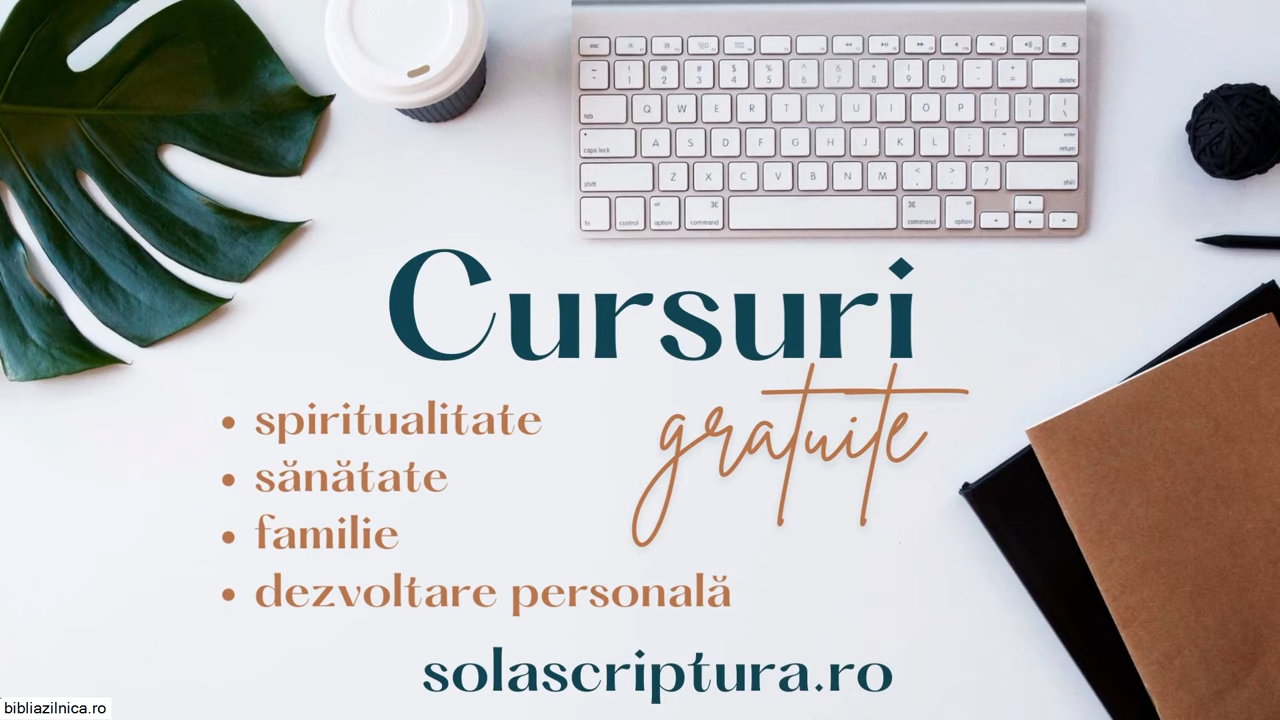 Cursuri
gratuite
spiritualitate
sănătate
familie
dezvoltare personală
solascriptura.ro
bibliazilnica.ro